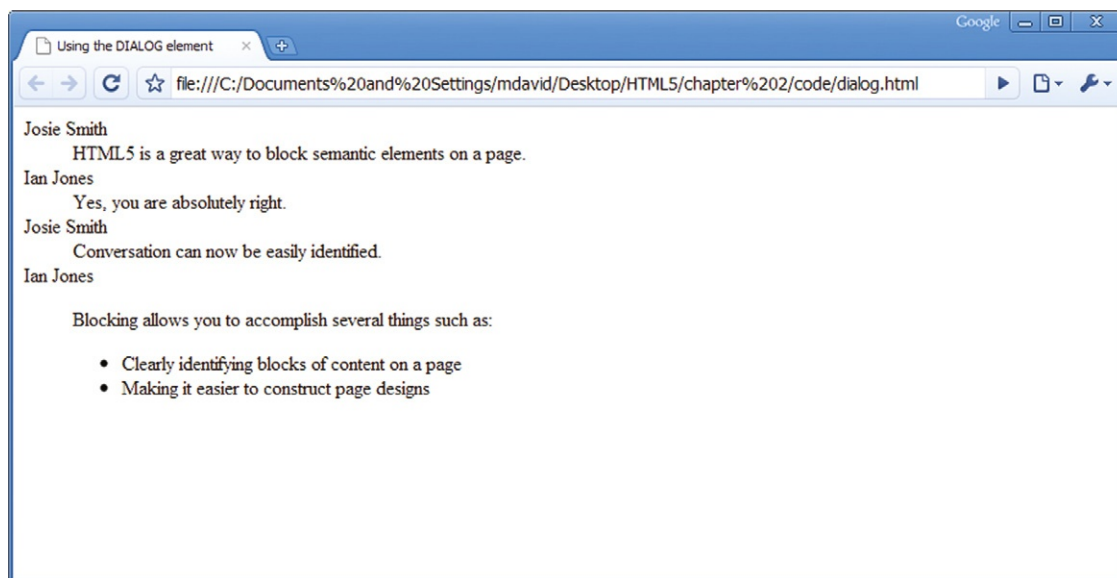 Google
Using the DIALOG element
file:///C:/Documents%20and%20Settings/mdavid/Desktop/HTML5/chapter%202/code/dialog.html
Josie Smith
HTML5 is a great way to block semantic elements on a page.
Ian Jones
Yes, you are absolutely right.
Josie Smith
Conversation can now be easily identified.
Ian Jones
Blocking allows you to accomplish several things such as:
• Clearly identifying blocks of content on a page
• Making it easier to construct page designs